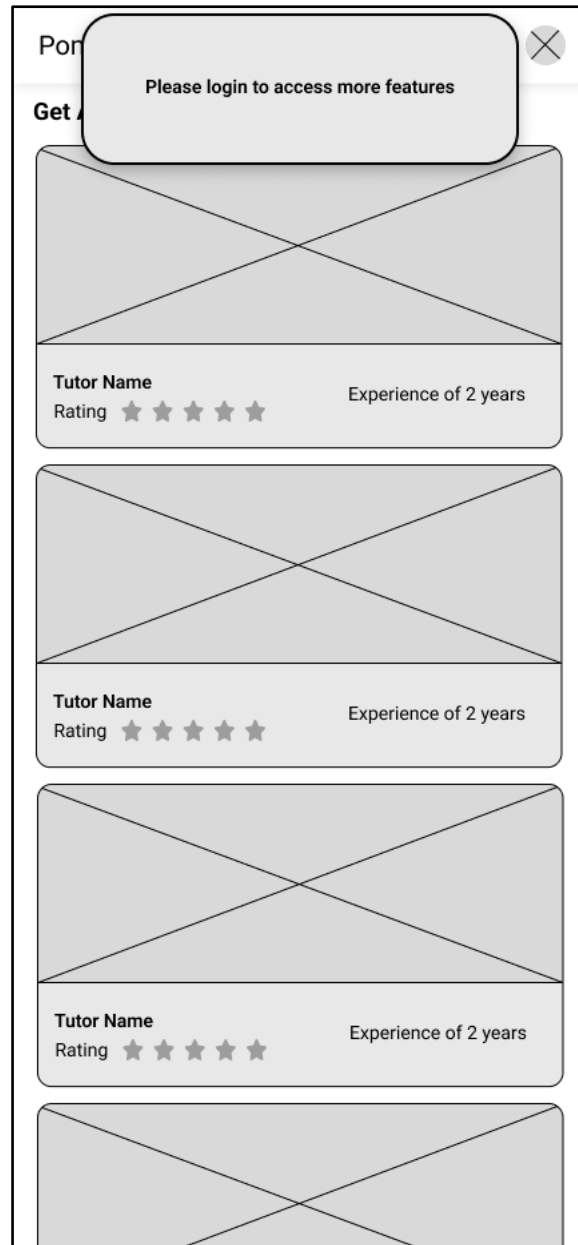 Pon
Please login to access more features
Get
Tutor Name
Rating
Experience of 2 years
Tutor Name
Rating
Experience of 2 years
Tutor Name
Rating
Experience of 2 years